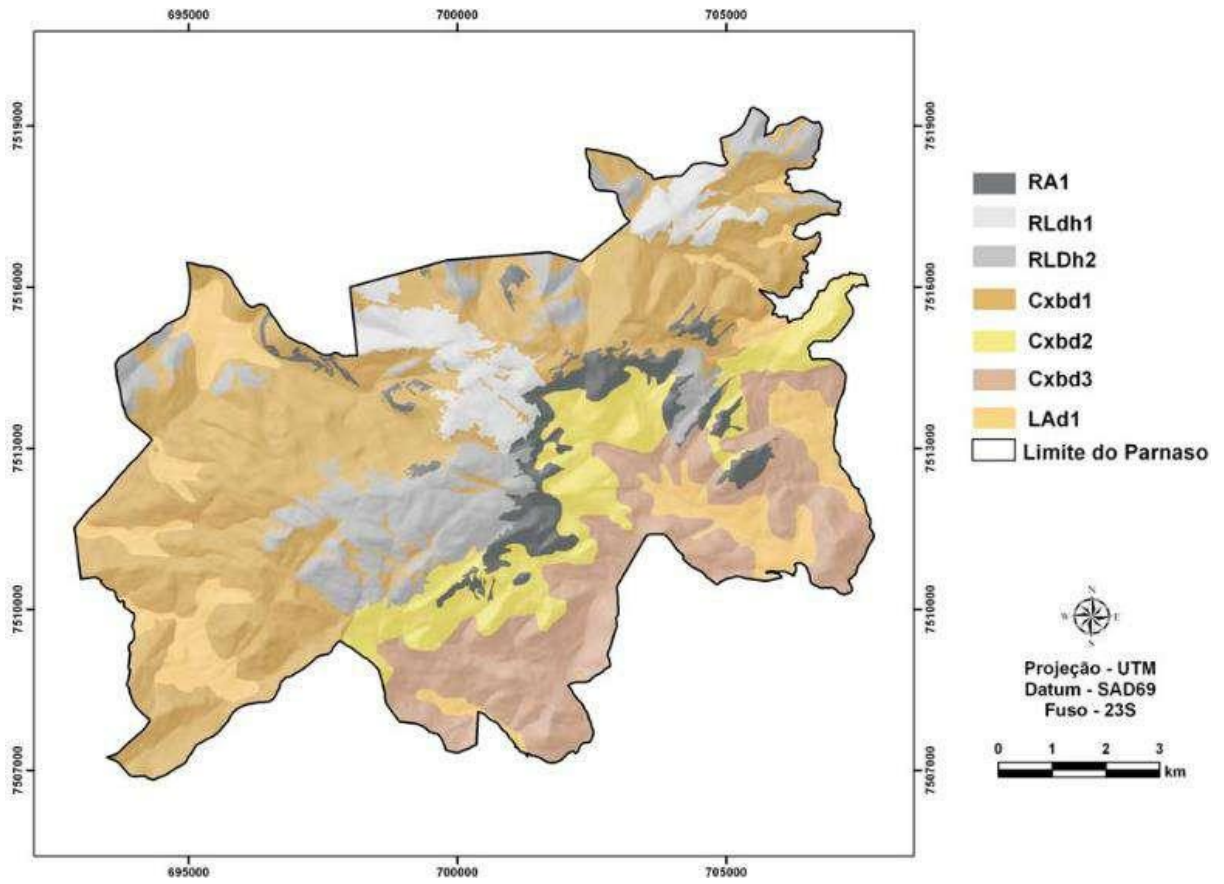 695000
700000
705000
7519000
7519000
7516000
7516000
7513000
7513000
7510000
7510000
7507000
7507000
695000
700000
705000
RA1
RLdh1
RLDh2
Cxbd1
Cxbd2
Cxbd3
LAd1
Limite do Parnaso
N
W
E
S
Projeção - UTM
Datum - SAD69
Fuso - 23S
0 1 2 3
km